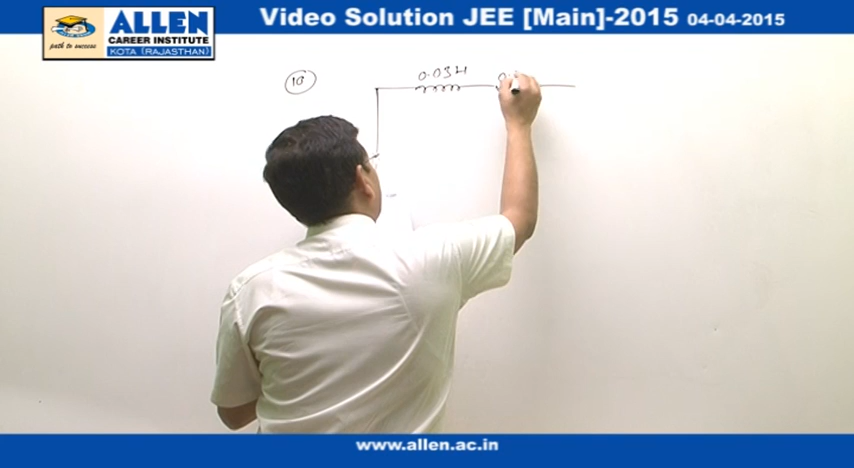 ALLEN
CAREER INSTITUTE
KOTA (RAJASTHAN)
path to success
Video Solution JEE [Main]-2015 04-04-2015
10
0.03H
0.
www.allen.ac.in